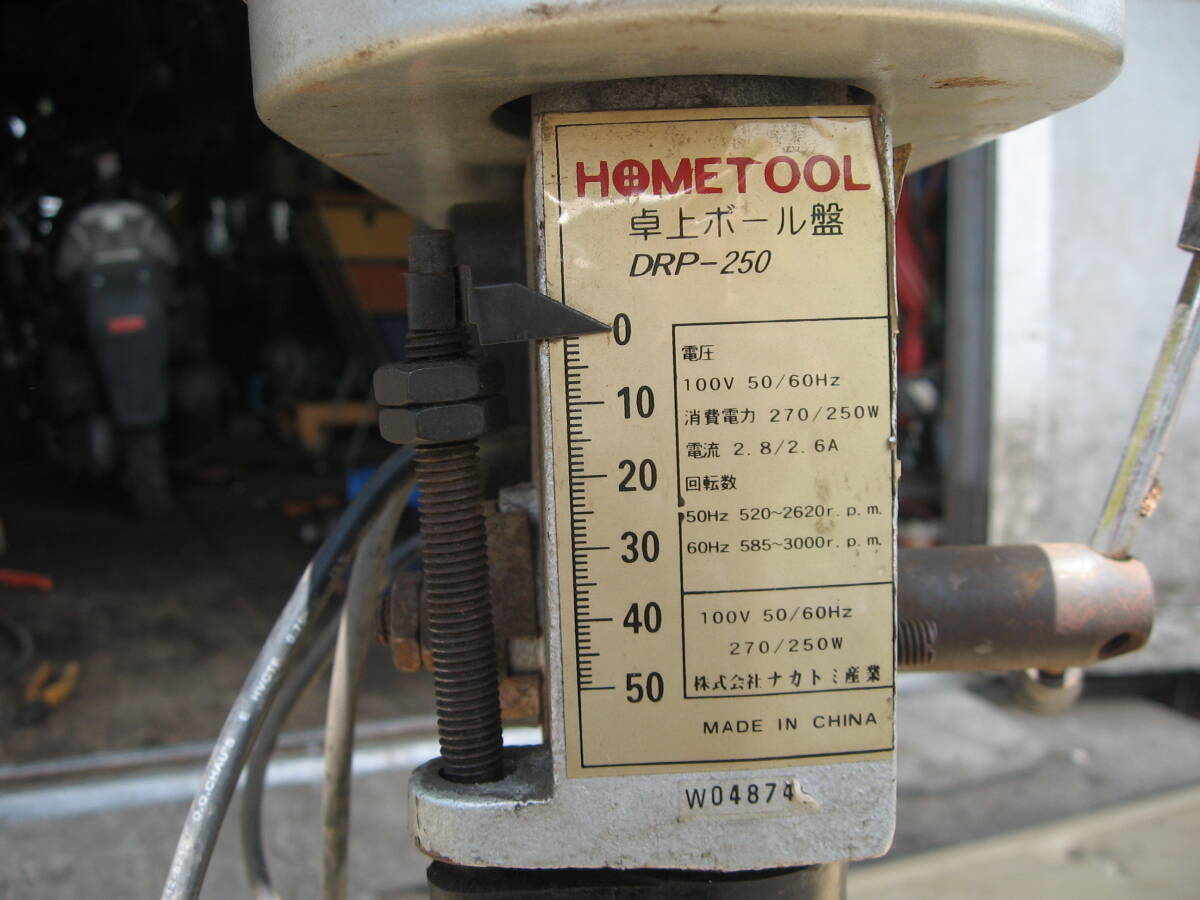 HOMETOOL
卓上ボール盤
DRP-250
0
10
20
30
40
50
電圧
100V 50/60Hz
消費電力 270/250W
電流 2.8/2.6A
回転数
50Hz 520~2620r.p.m.
60Hz 585~3000r.p.m.
100V 50/60Hz
270/250W
株式会社ナカトミ産業
MADE IN CHINA
W04874